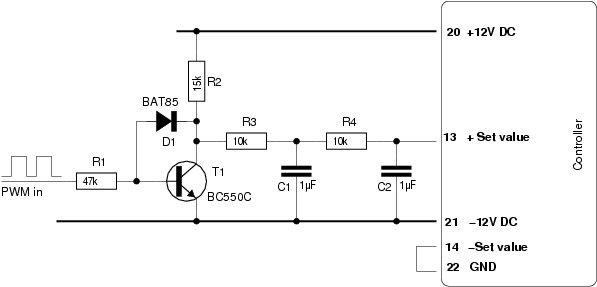 20 +12V DC
R2
15k
BAT85
D1
R3
10k
R4
10k
13 + Set value
Controller
R1
47k
PWM in
T1
BC550C
C1
1µF
C2
1µF
21 −12V DC
14 −Set value
22 GND